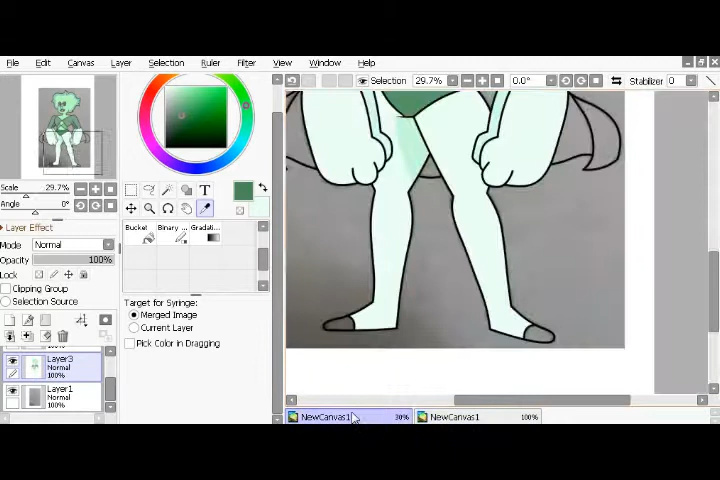 File Edit Canvas Layer Selection Ruler Filter View Window Help
Selection 29.7% 0.0° Stabilizer 0
Scale 29.7%
Angle 0°
Layer Effect
Mode Normal
Opacity 100%
Lock
Clipping Group
Selection Source
Layer3
Normal
100%
Layer1
Normal
100%
T
Bucket Binary ... Gradati...
Target for Syringe:
Merged Image
Current Layer
Pick Color in Dragging
NewCanvas1 30% NewCanvas1 100%